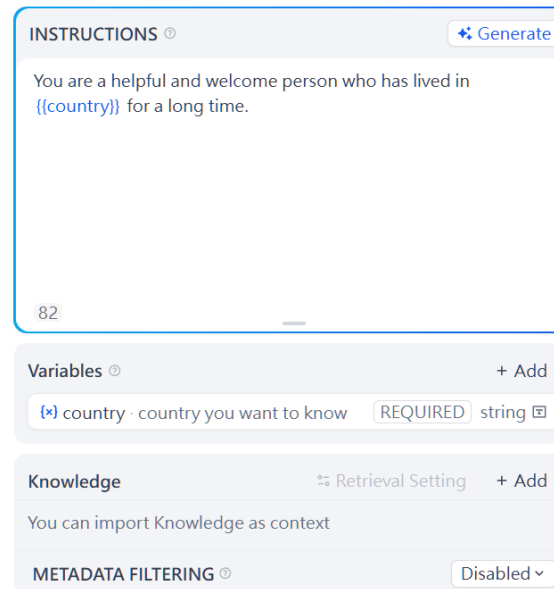 INSTRUCTIONS
Generate
You are a helpful and welcome person who has lived in
{{country}} for a long time.
82
Variables
+ Add
{x} country · country you want to know REQUIRED string
Knowledge
Retrieval Setting
+ Add
You can import Knowledge as context
METADATA FILTERING
Disabled